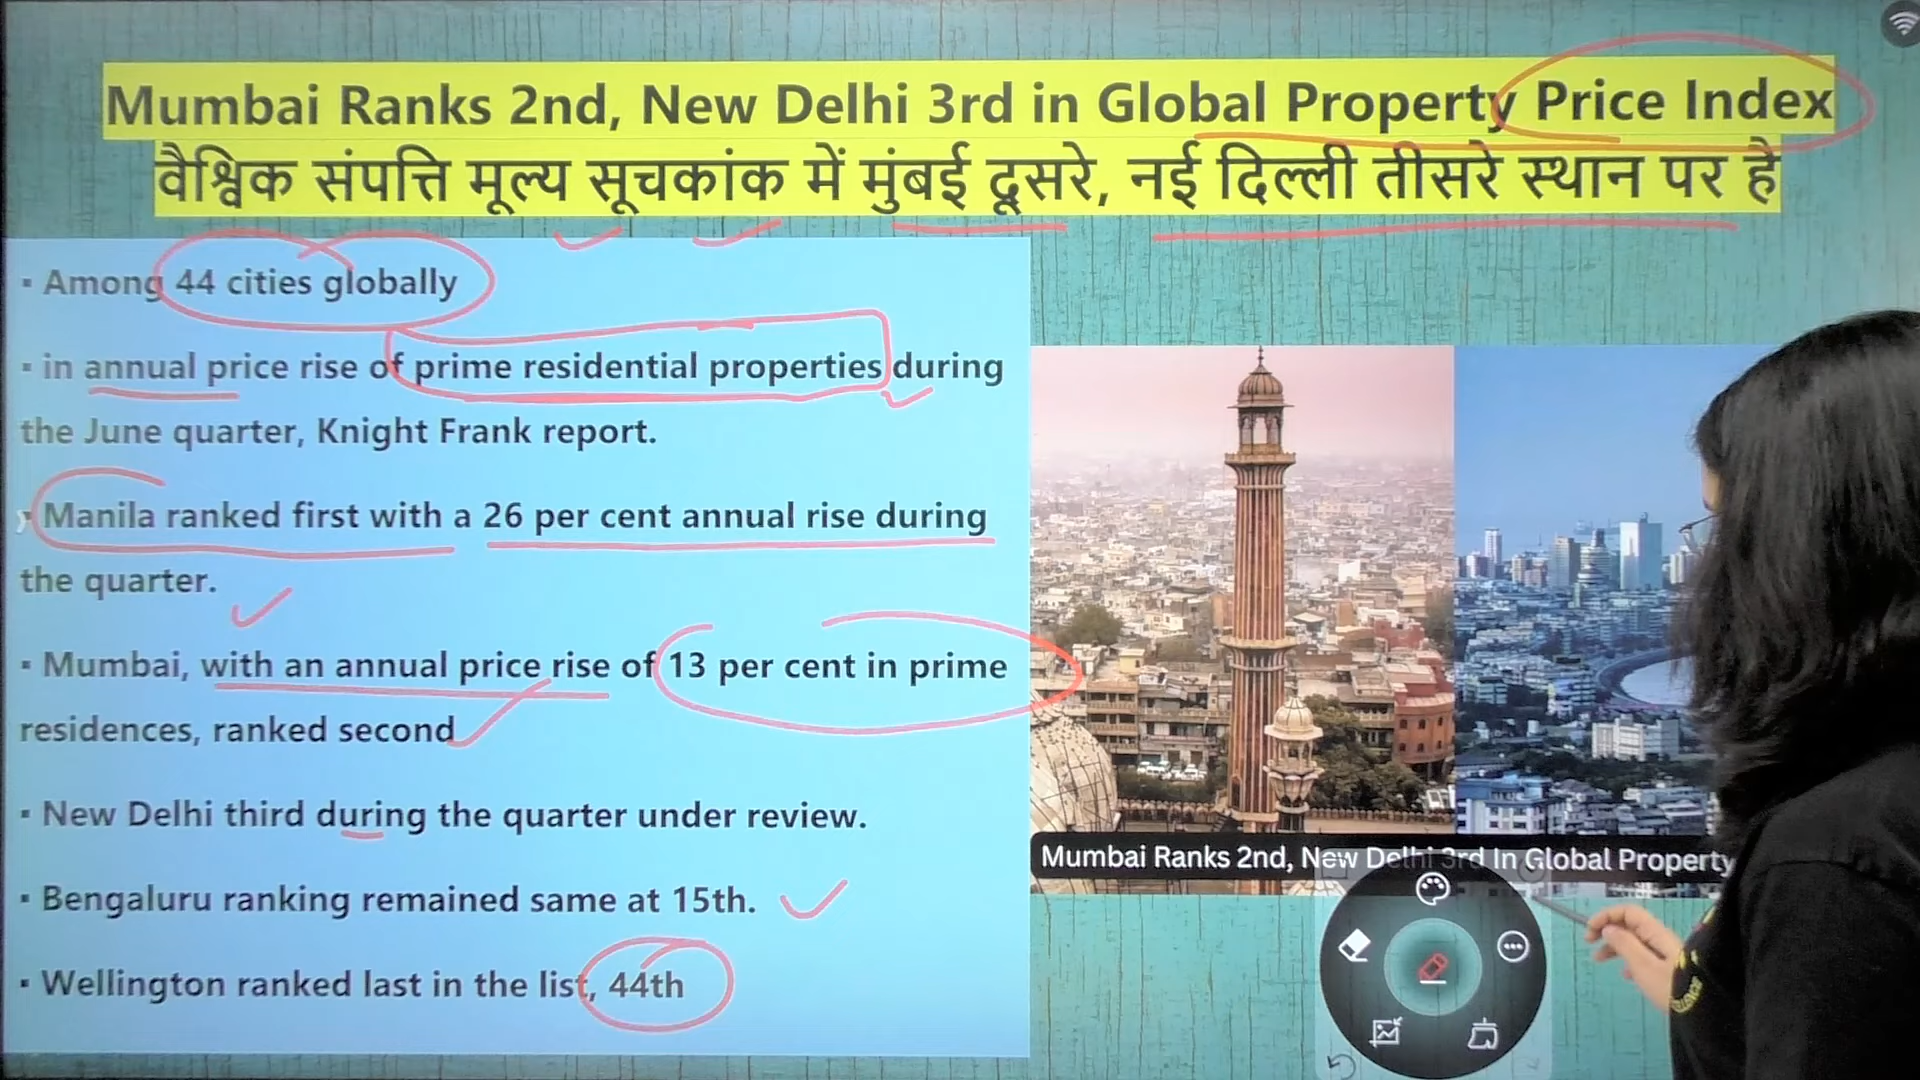 Mumbai Ranks 2nd, New Delhi 3rd in Global Property Price Index
वैश्विक संपत्ति मूल्य सूचकांक में मुंबई दूसरे, नई दिल्ली तीसरे स्थान पर है
▪ Among 44 cities globally
▪ in annual price rise of prime residential properties during
the June quarter, Knight Frank report.
Manila ranked first with a 26 per cent annual rise during
the quarter.
▪ Mumbai, with an annual price rise of 13 per cent in prime
residences, ranked second
▪ New Delhi third during the quarter under review.
▪ Bengaluru ranking remained same at 15th.
▪ Wellington ranked last in the list, 44th
Mumbai Ranks 2nd, New Delhi 3rd In Global Property